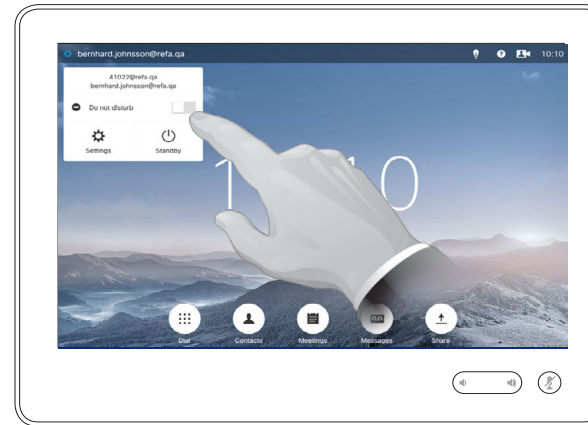 bernhard.johnsson@refa.qa
10:10
41022@refa.qa
bernhard.johnsson@refa.qa
Do not disturb
Settings
Standby
Dial
Contacts
Meetings
Messages
Share